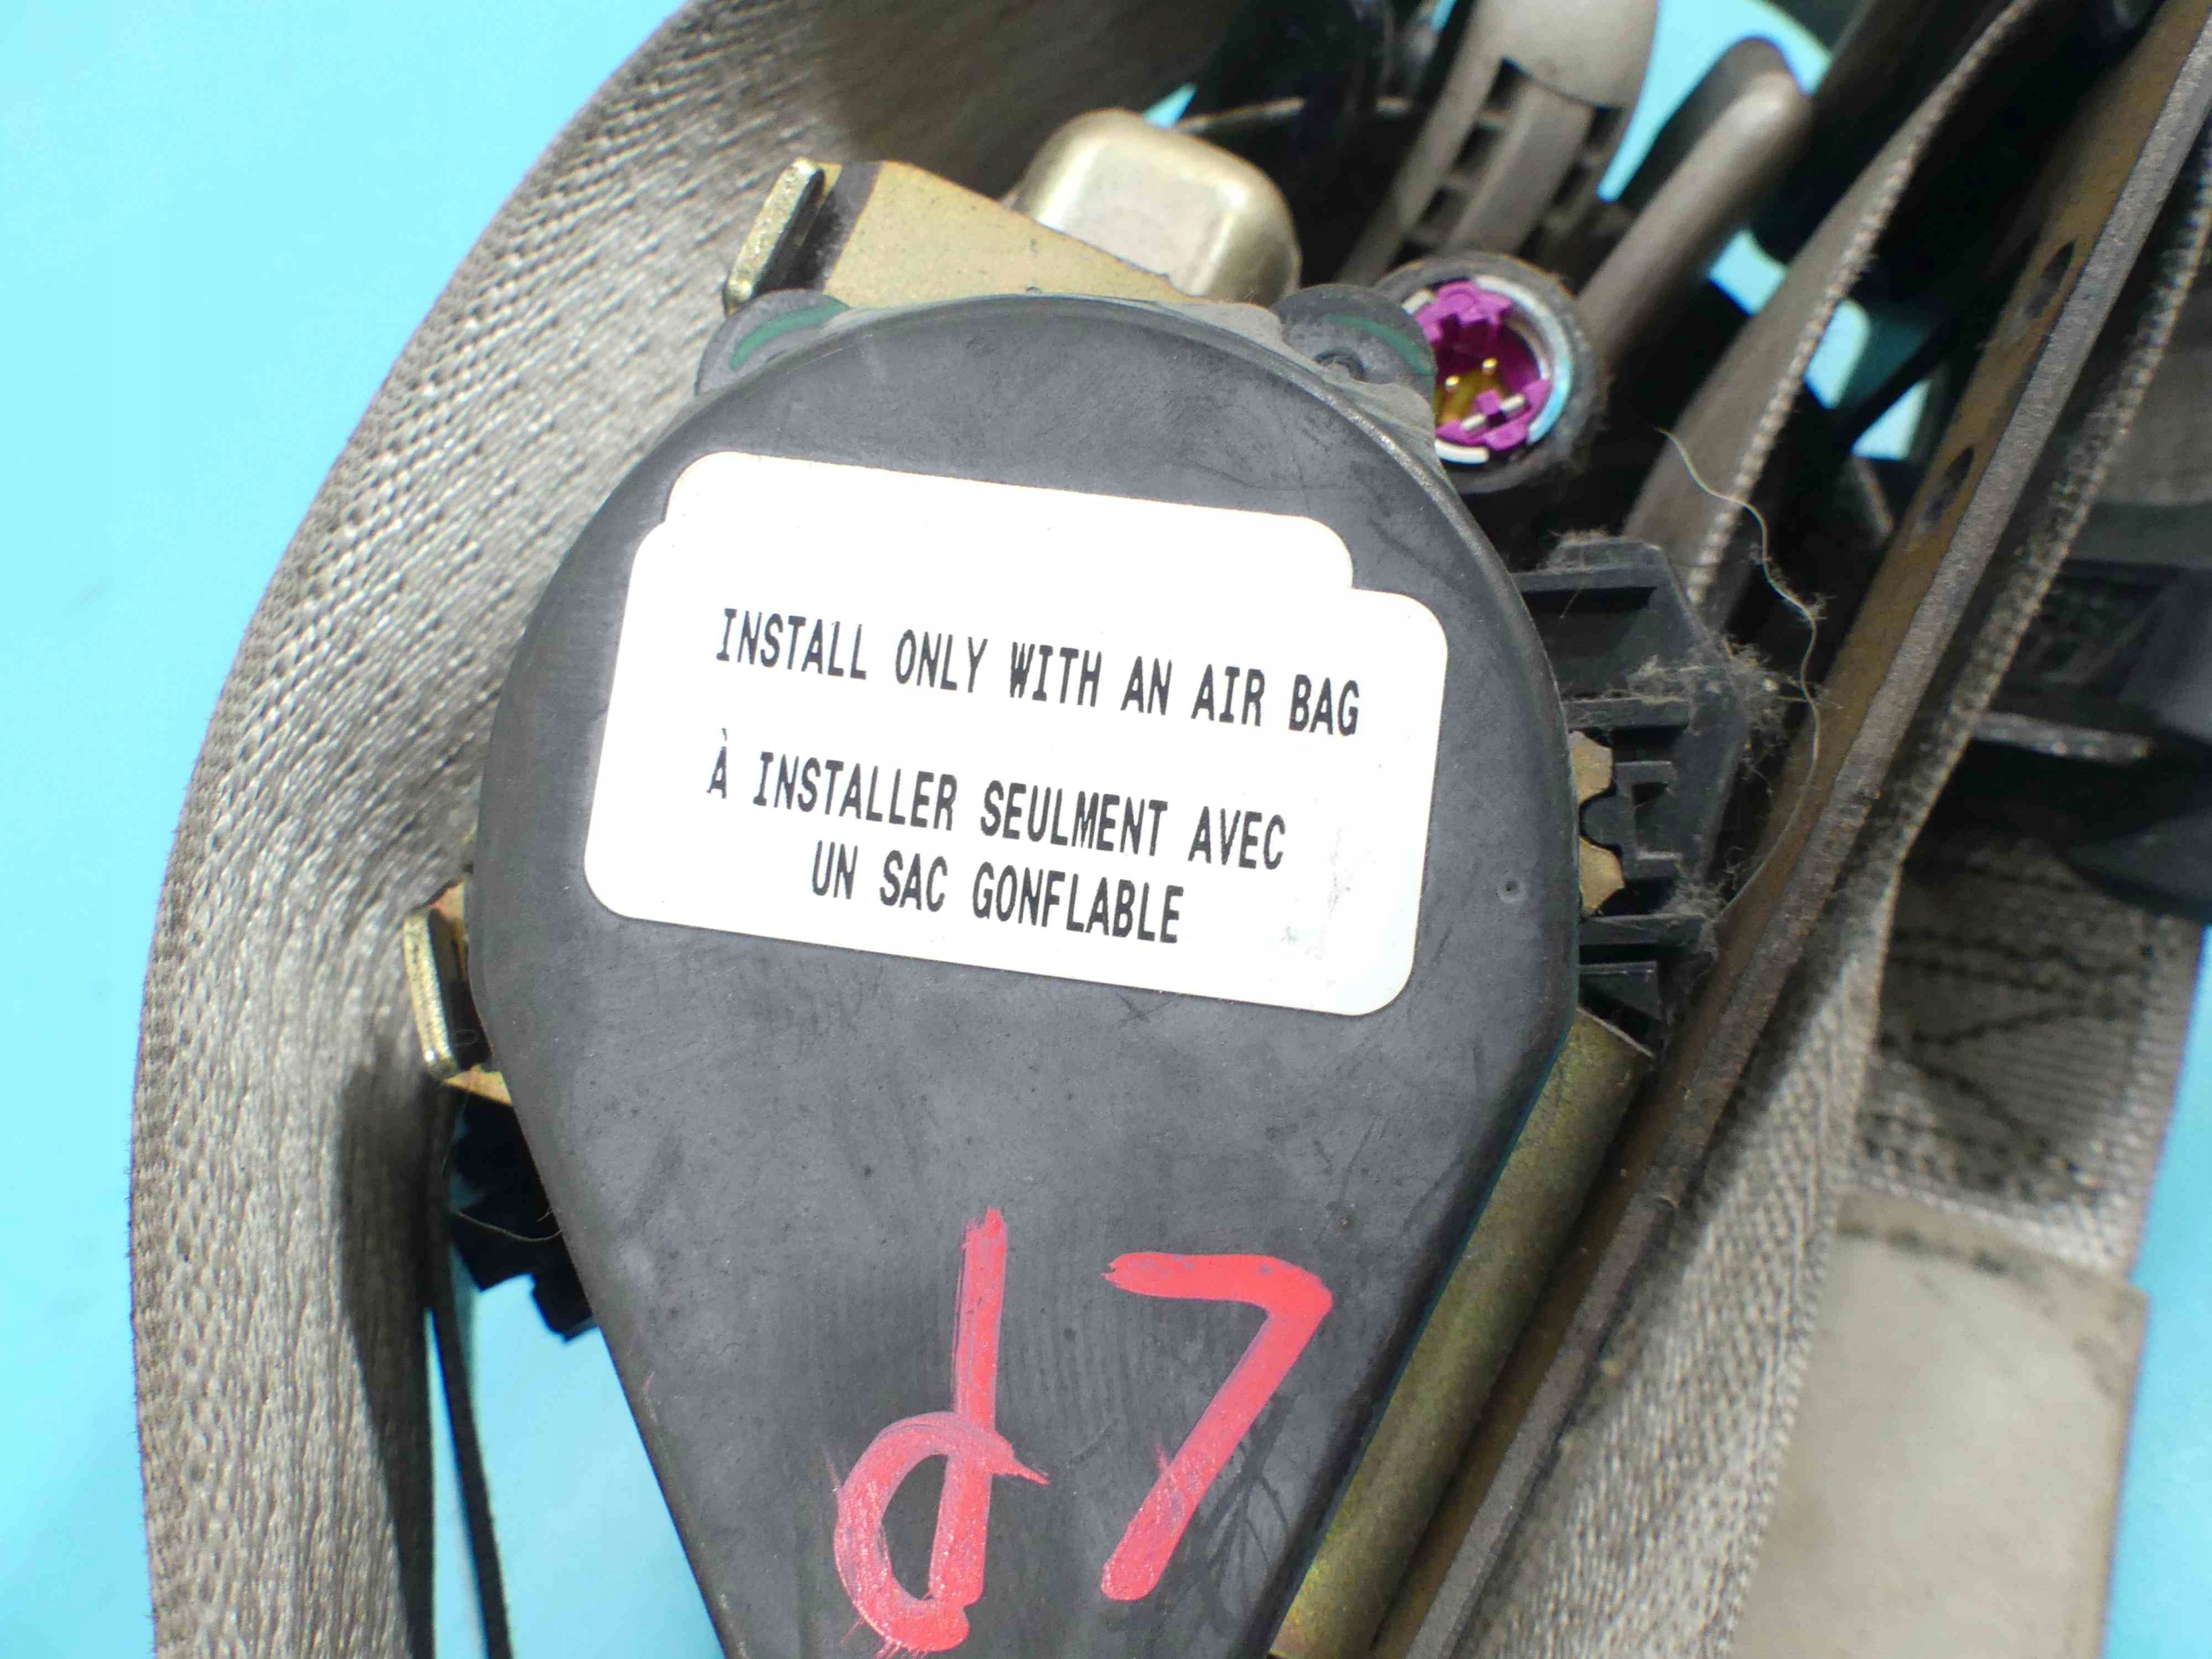 INSTALL ONLY WITH AN AIR BAG
À INSTALLER SEULMENT AVEC
UN SAC GONFLABLE
d7